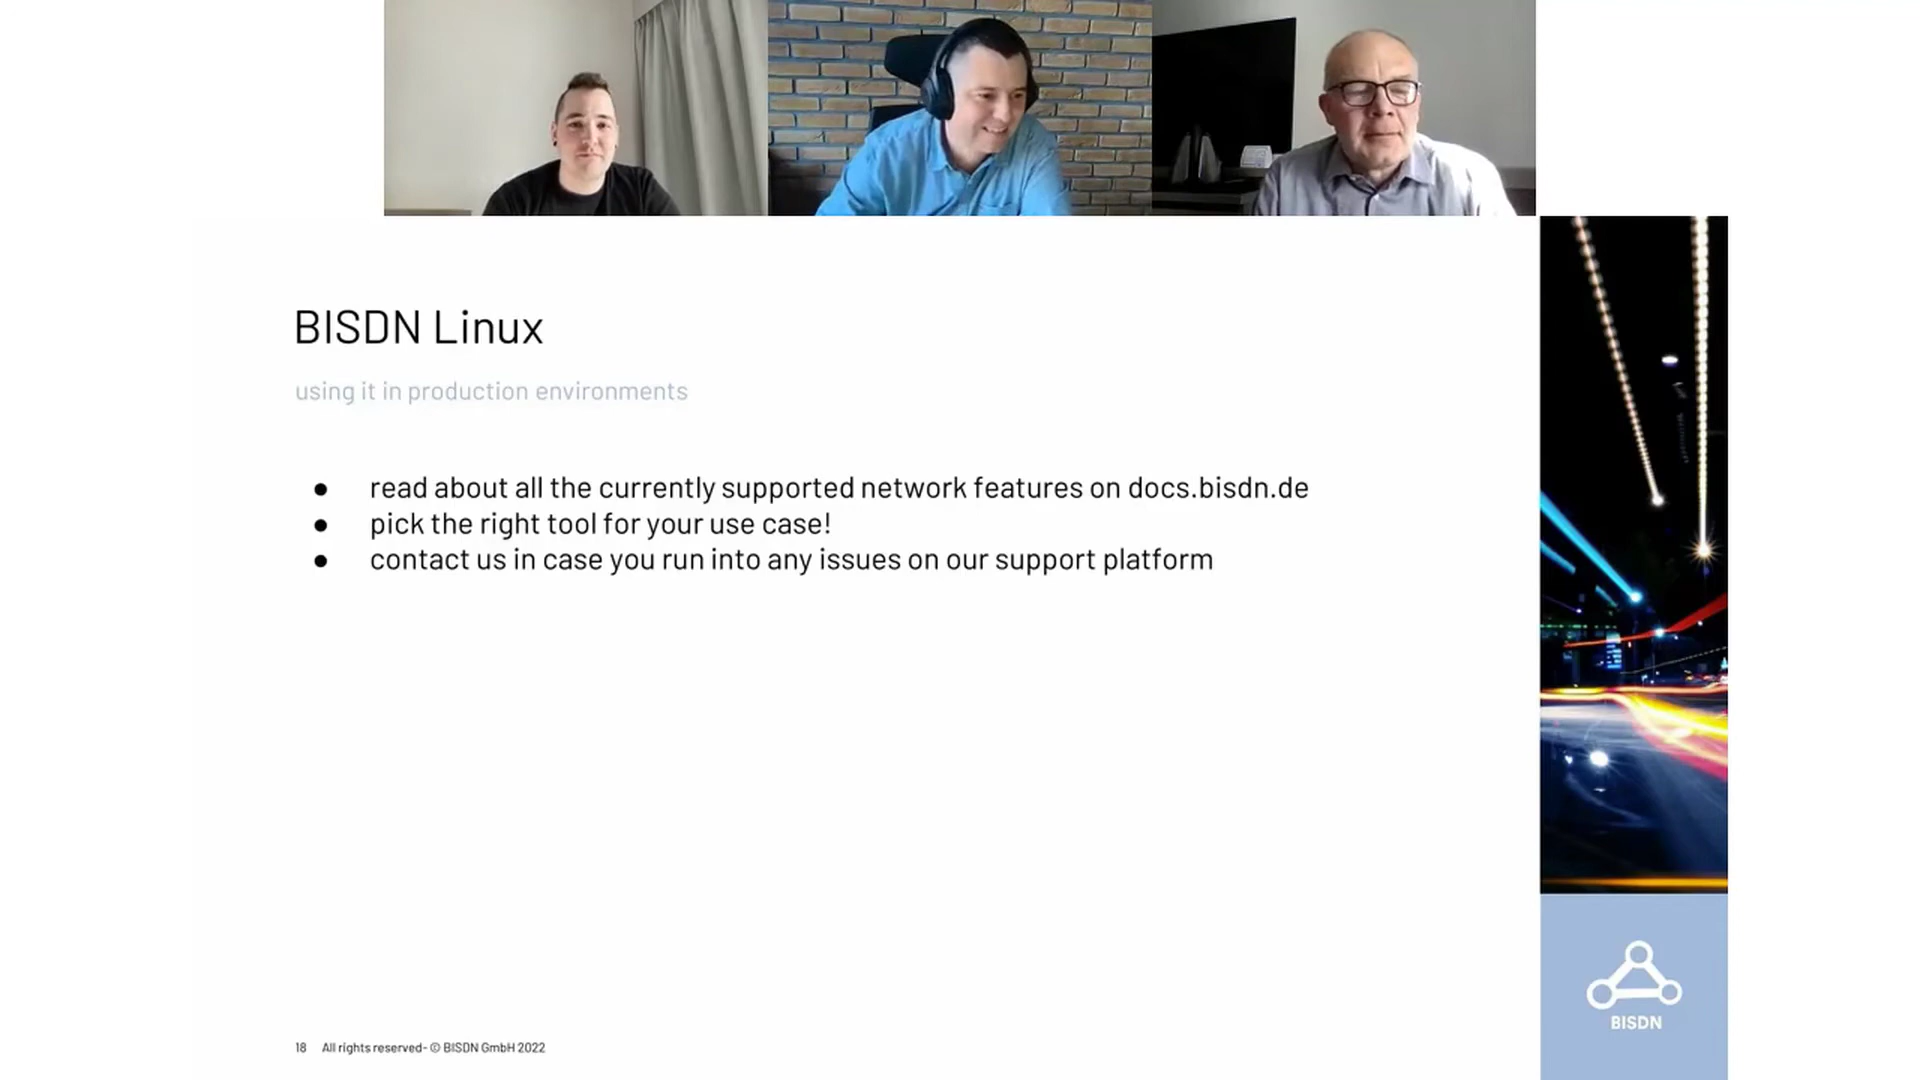 BISDN Linux
using it in production environments
● read about all the currently supported network features on docs.bisdn.de
● pick the right tool for your use case!
● contact us in case you run into any issues on our support platform
BISDN
18 All rights reserved- © BISDN GmbH 2022